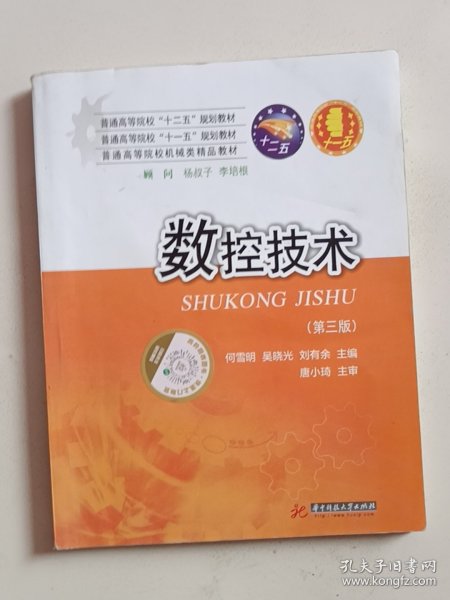 普通高等院校“十二五”规划教材
普通高等院校“十一五”规划教材
普通高等院校机械类精品教材
顾 问 杨叔子 李培根
十二五
十一五
数控技术
SHUKONG JISHU
(第三版)
何雪明 吴晓光 刘有余 主编
唐小琦 主审
华中科技大学出版社
http://www.hustp.com
孔夫子旧书网
www.kongfz.com